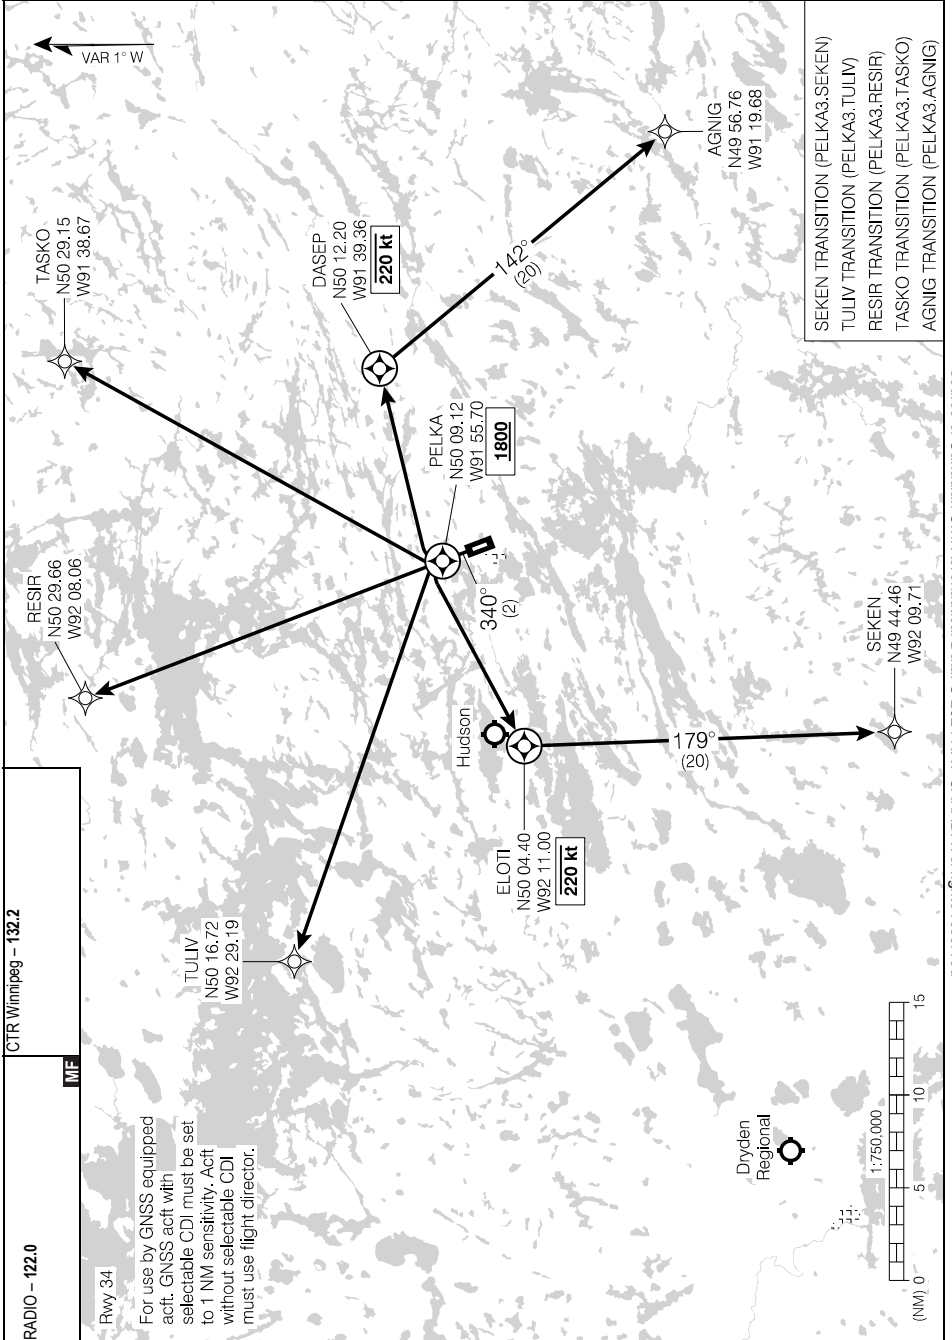 RADIO – 122.0
MF
CTR Winnipeg – 132.2
Rwy 34
For use by GNSS equipped
acft. GNSS acft with
selectable CDI must be set
to 1 NM sensitivity. Acft
without selectable CDI
must use flight director.
VAR 1° W
TULIV
N50 16.72
W92 29.19
RESIR
N50 29.66
W92 08.06
TASKO
N50 29.15
W91 38.67
DASEP
N50 12.20
W91 39.36
220 kt
PELKA
N50 09.12
W91 55.70
1800
340°
(2)
142°
(20)
AGNIG
N49 56.76
W91 19.68
Hudson
ELOTI
N50 04.40
W92 11.00
220 kt
179°
(20)
SEKEN
N49 44.46
W92 09.71
Dryden
Regional
1:750,000
(NM) 0 5 10 15
SEKEN TRANSITION (PELKA3.SEKEN)
TULIV TRANSITION (PELKA3.TULIV)
RESIR TRANSITION (PELKA3.RESIR)
TASKO TRANSITION (PELKA3.TASKO)
AGNIG TRANSITION (PELKA3.AGNIG)